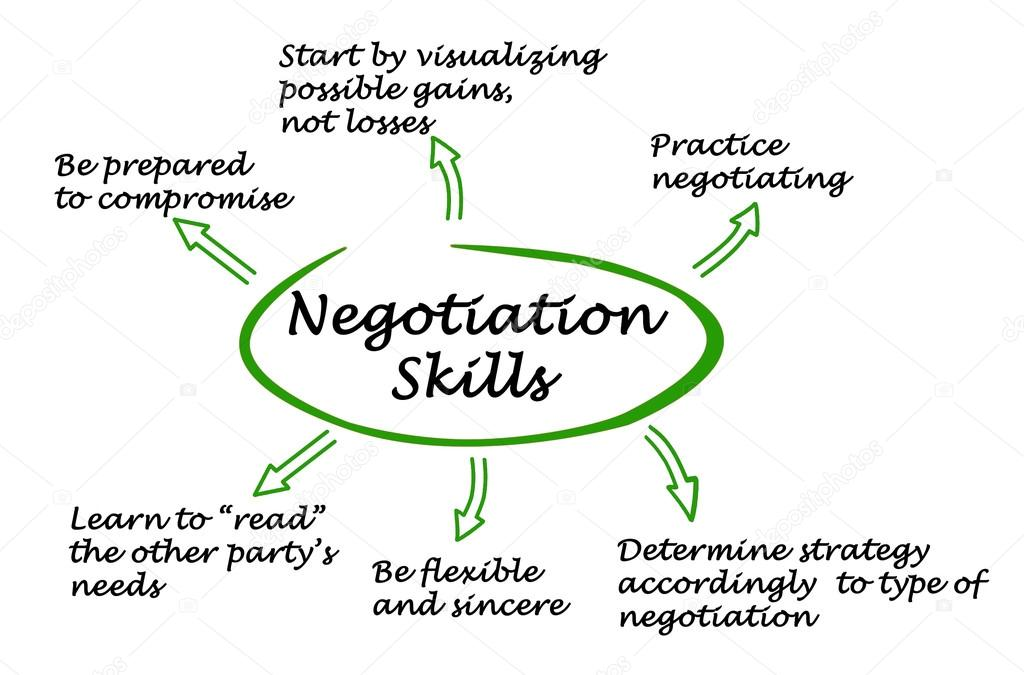 Start by visualizing
possible gains,
not losses
Be prepared
to compromise
Practice
negotiating
Negotiation
Skills
Learn to “read”
the other party’s
needs
Be flexible
and sincere
Determine strategy
accordingly  to type of
negotiation
depositphotos